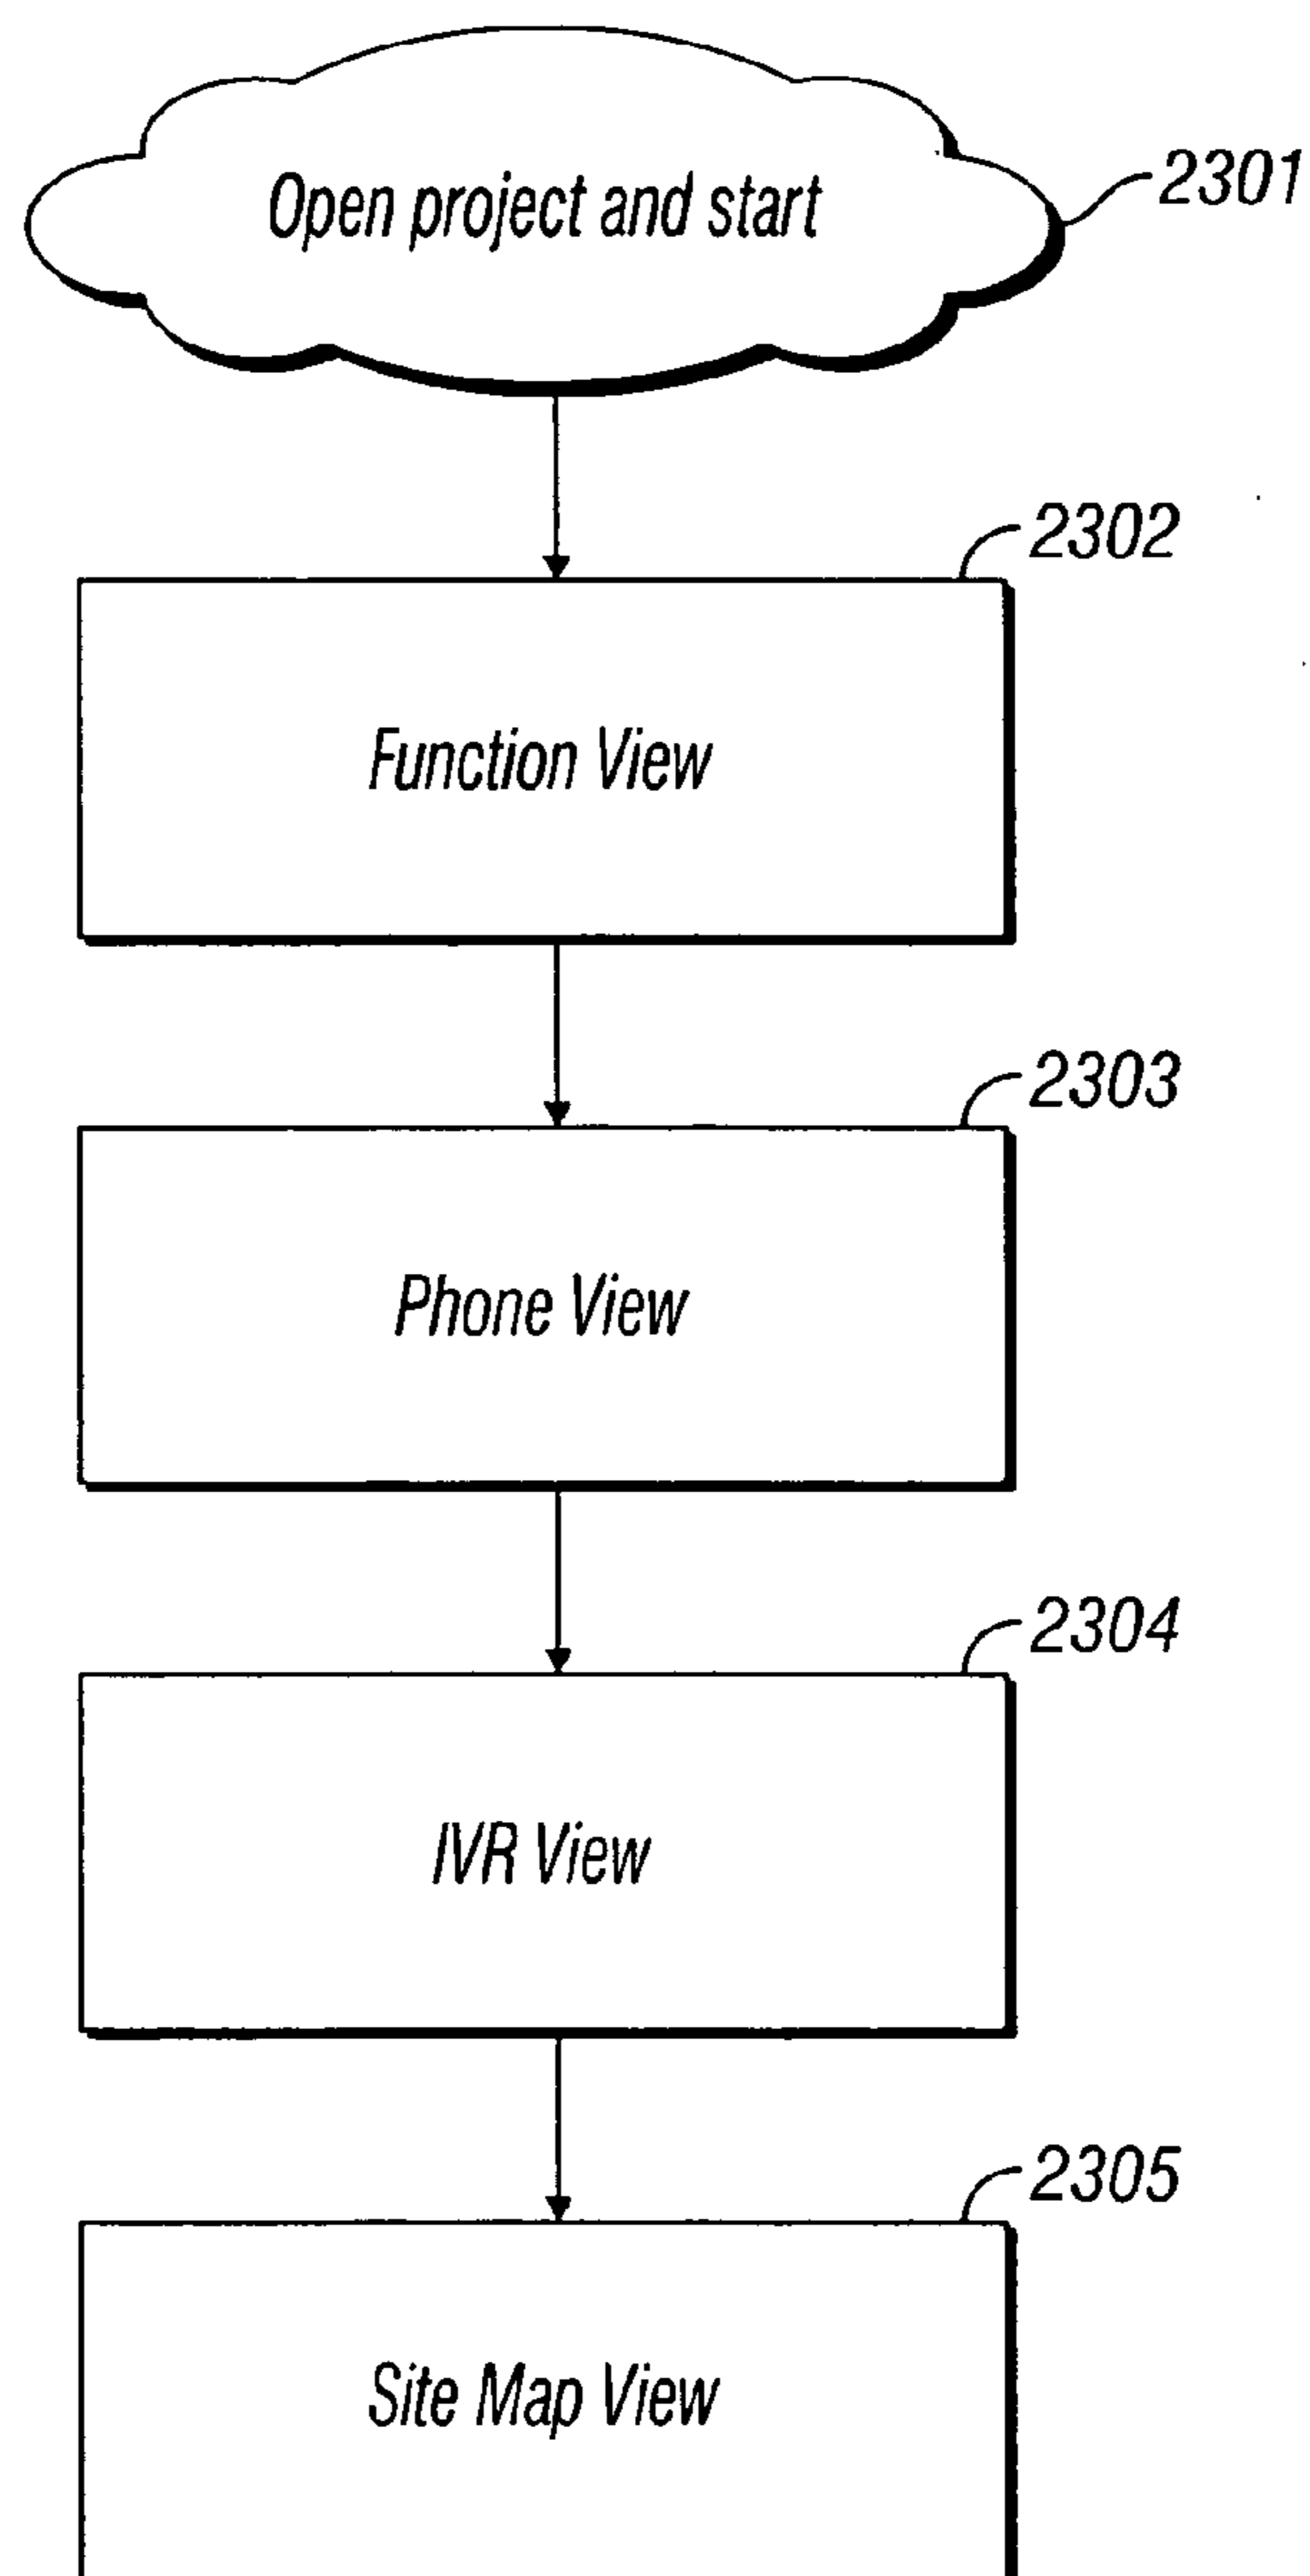 Open project and start
2301
2302
Function View
2303
Phone View
2304
IVR View
2305
Site Map View